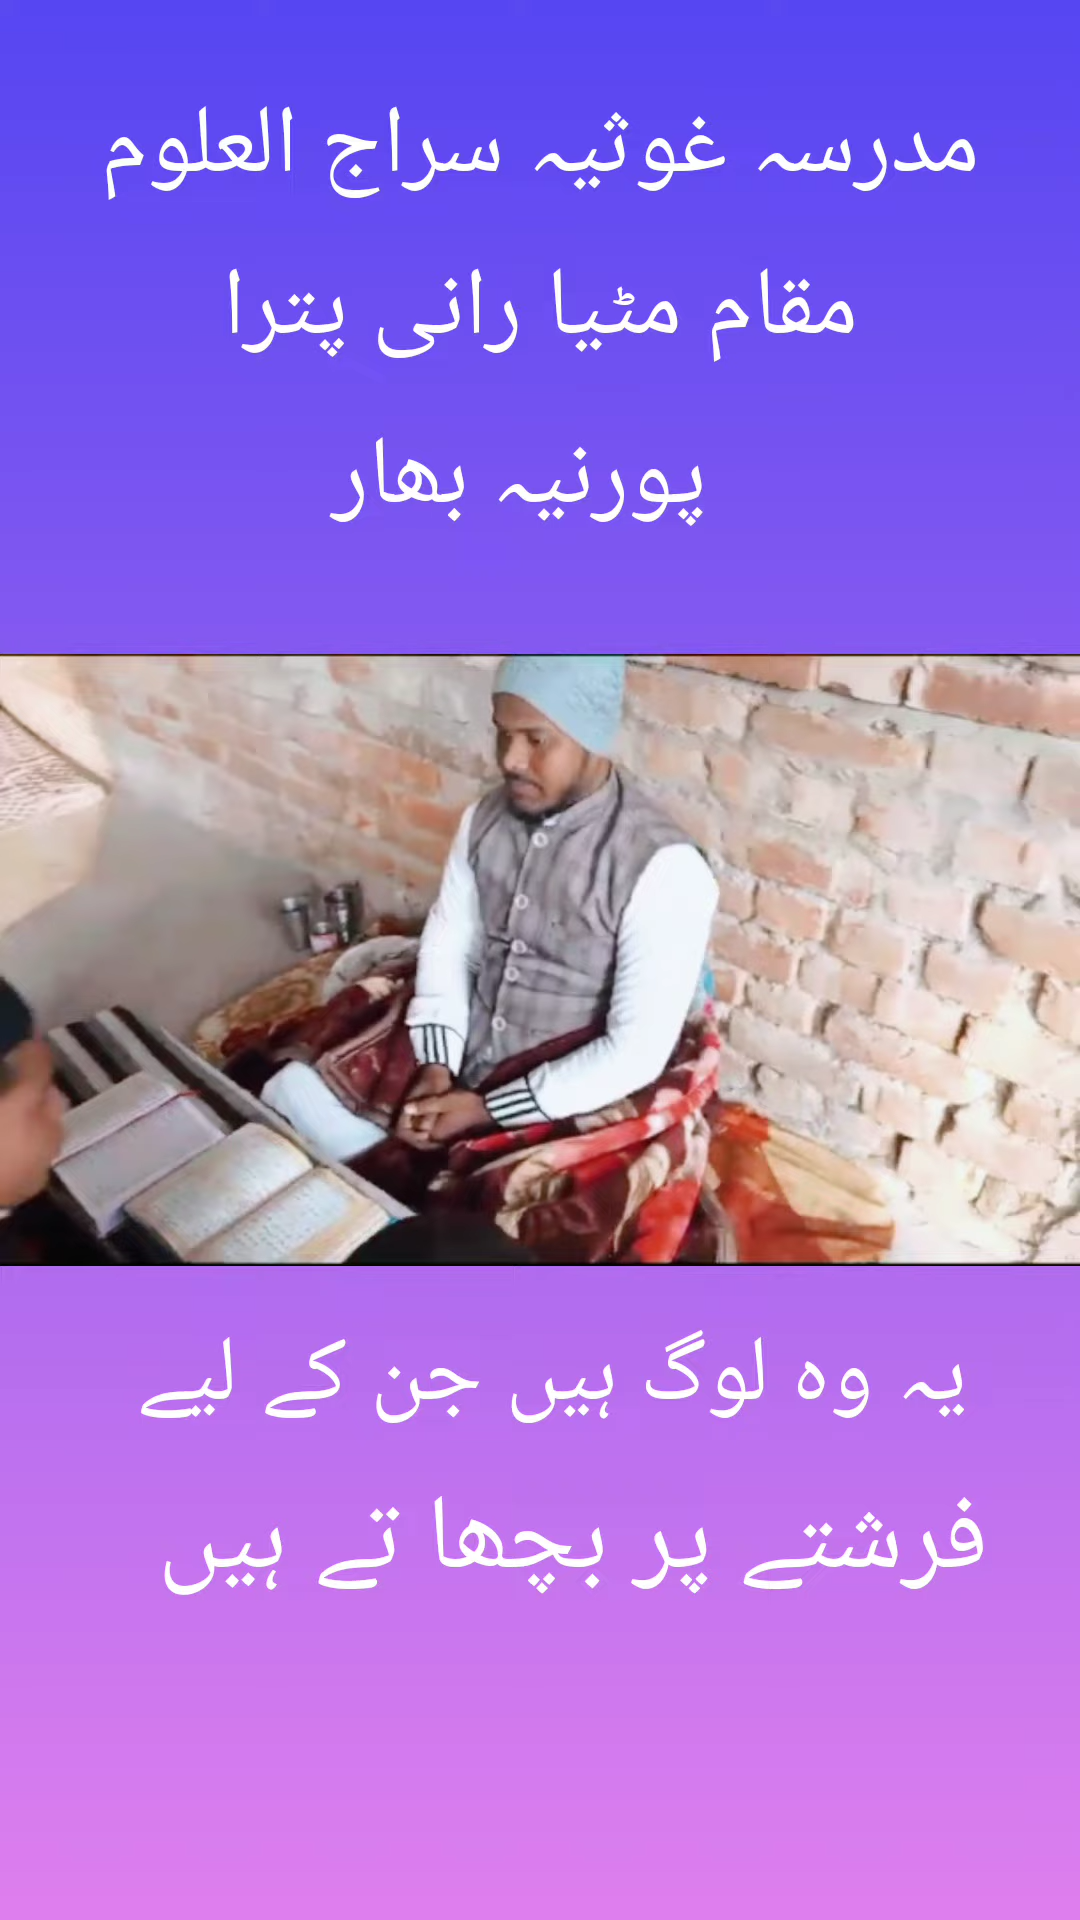 مدرسہ غوثیہ سراج العلوم
مقام مٹیا رانی پترا
پورنیہ بھار
یہ وہ لوگ ہیں جن کے لیے
فرشتے پر بچھا تے ہیں